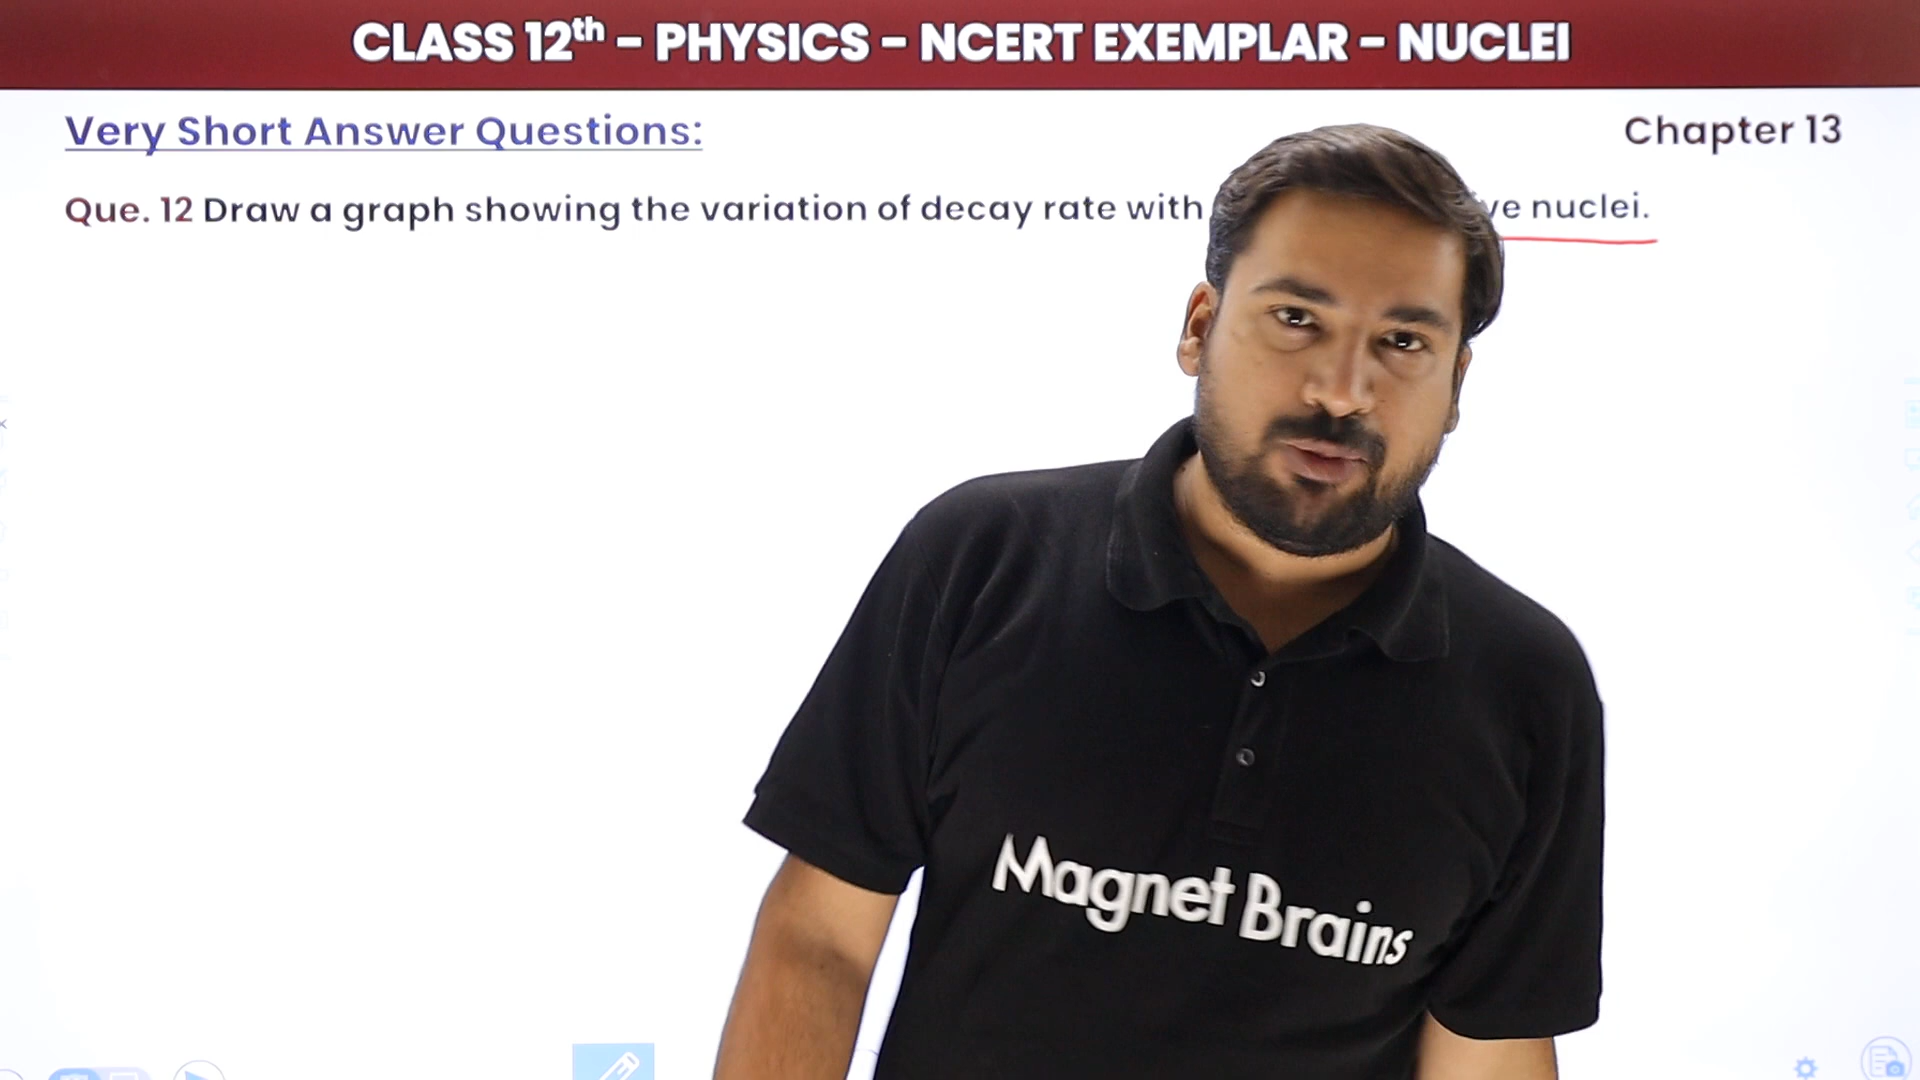 CLASS 12th - PHYSICS - NCERT EXEMPLAR - NUCLEI
Very Short Answer Questions:
Chapter 13
Que. 12 Draw a graph showing the variation of decay rate with ve nuclei.
Magnet Brains